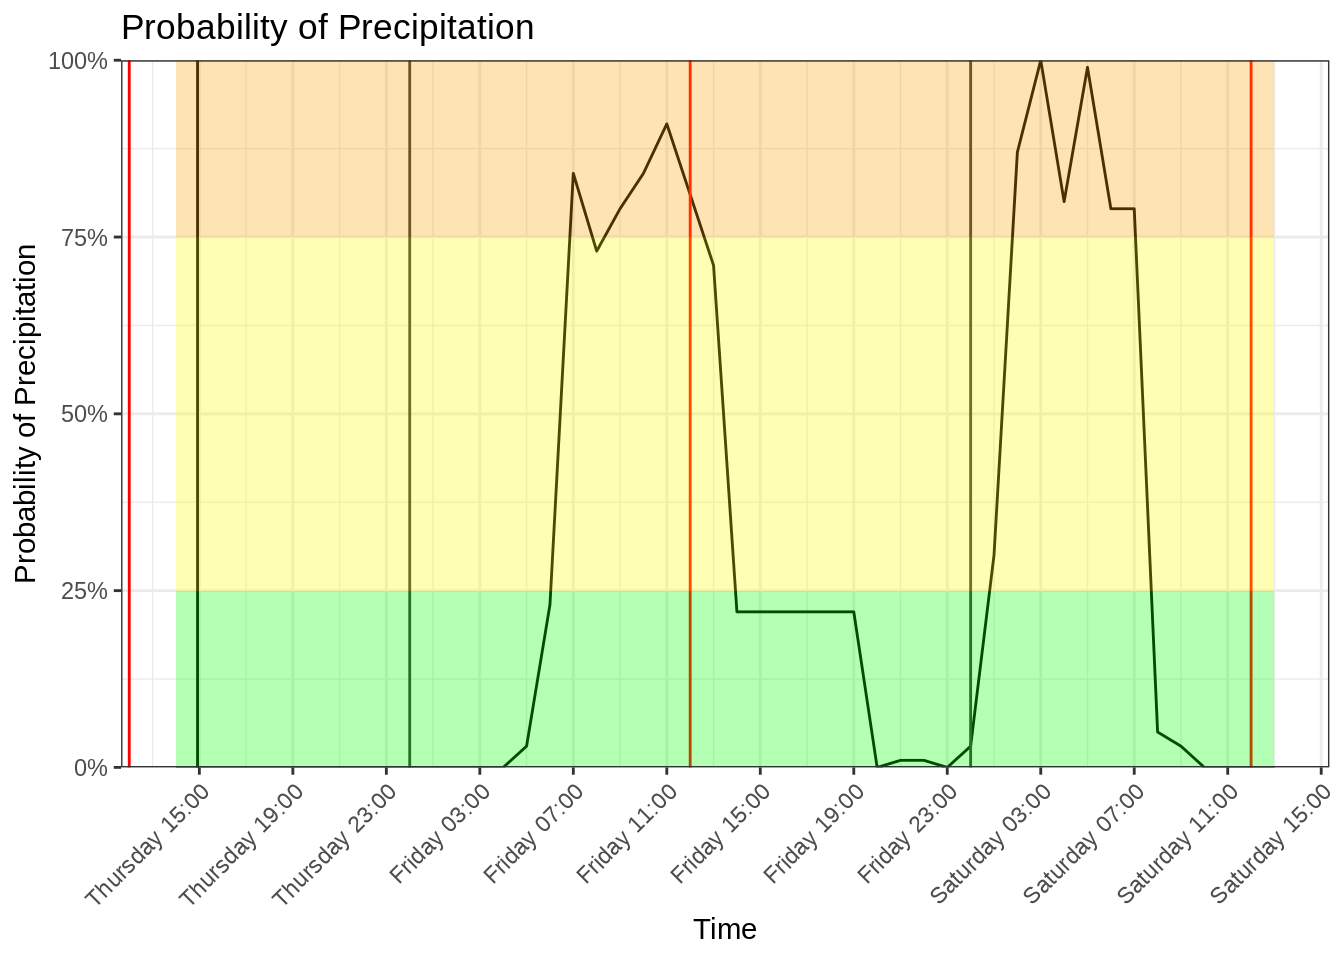 Probability of Precipitation
Probability of Precipitation
100%
75%
50%
25%
0%
Thursday 15:00
Thursday 19:00
Thursday 23:00
Friday 03:00
Friday 07:00
Friday 11:00
Friday 15:00
Friday 19:00
Friday 23:00
Saturday 03:00
Saturday 07:00
Saturday 11:00
Saturday 15:00
Time